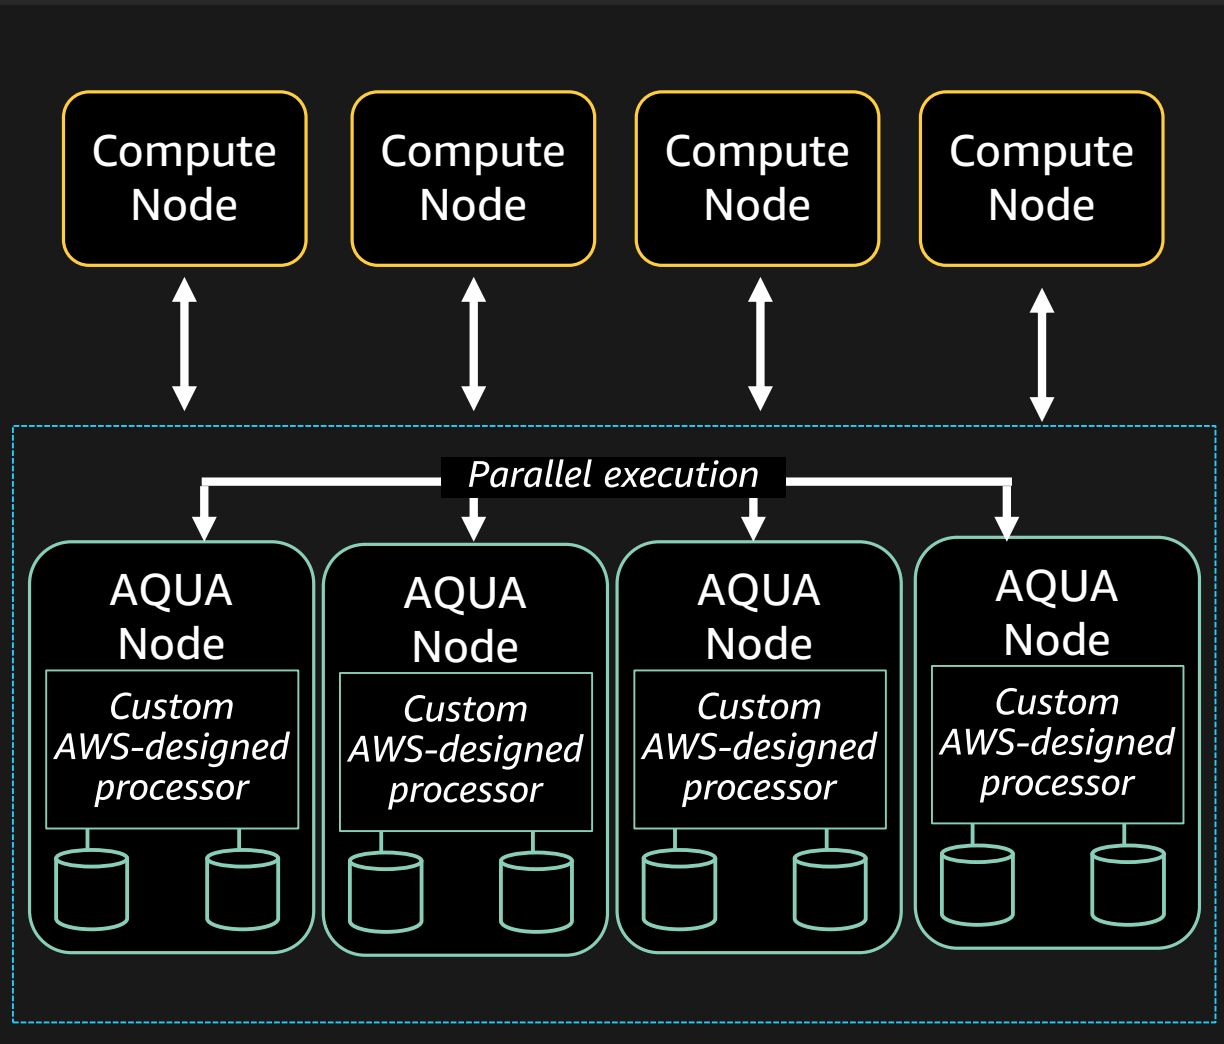 Compute
Node
Compute
Node
Compute
Node
Compute
Node
Parallel execution
AQUA
Node
Custom
AWS-designed
processor
AQUA
Node
Custom
AWS-designed
processor
AQUA
Node
Custom
AWS-designed
processor
AQUA
Node
Custom
AWS-designed
processor